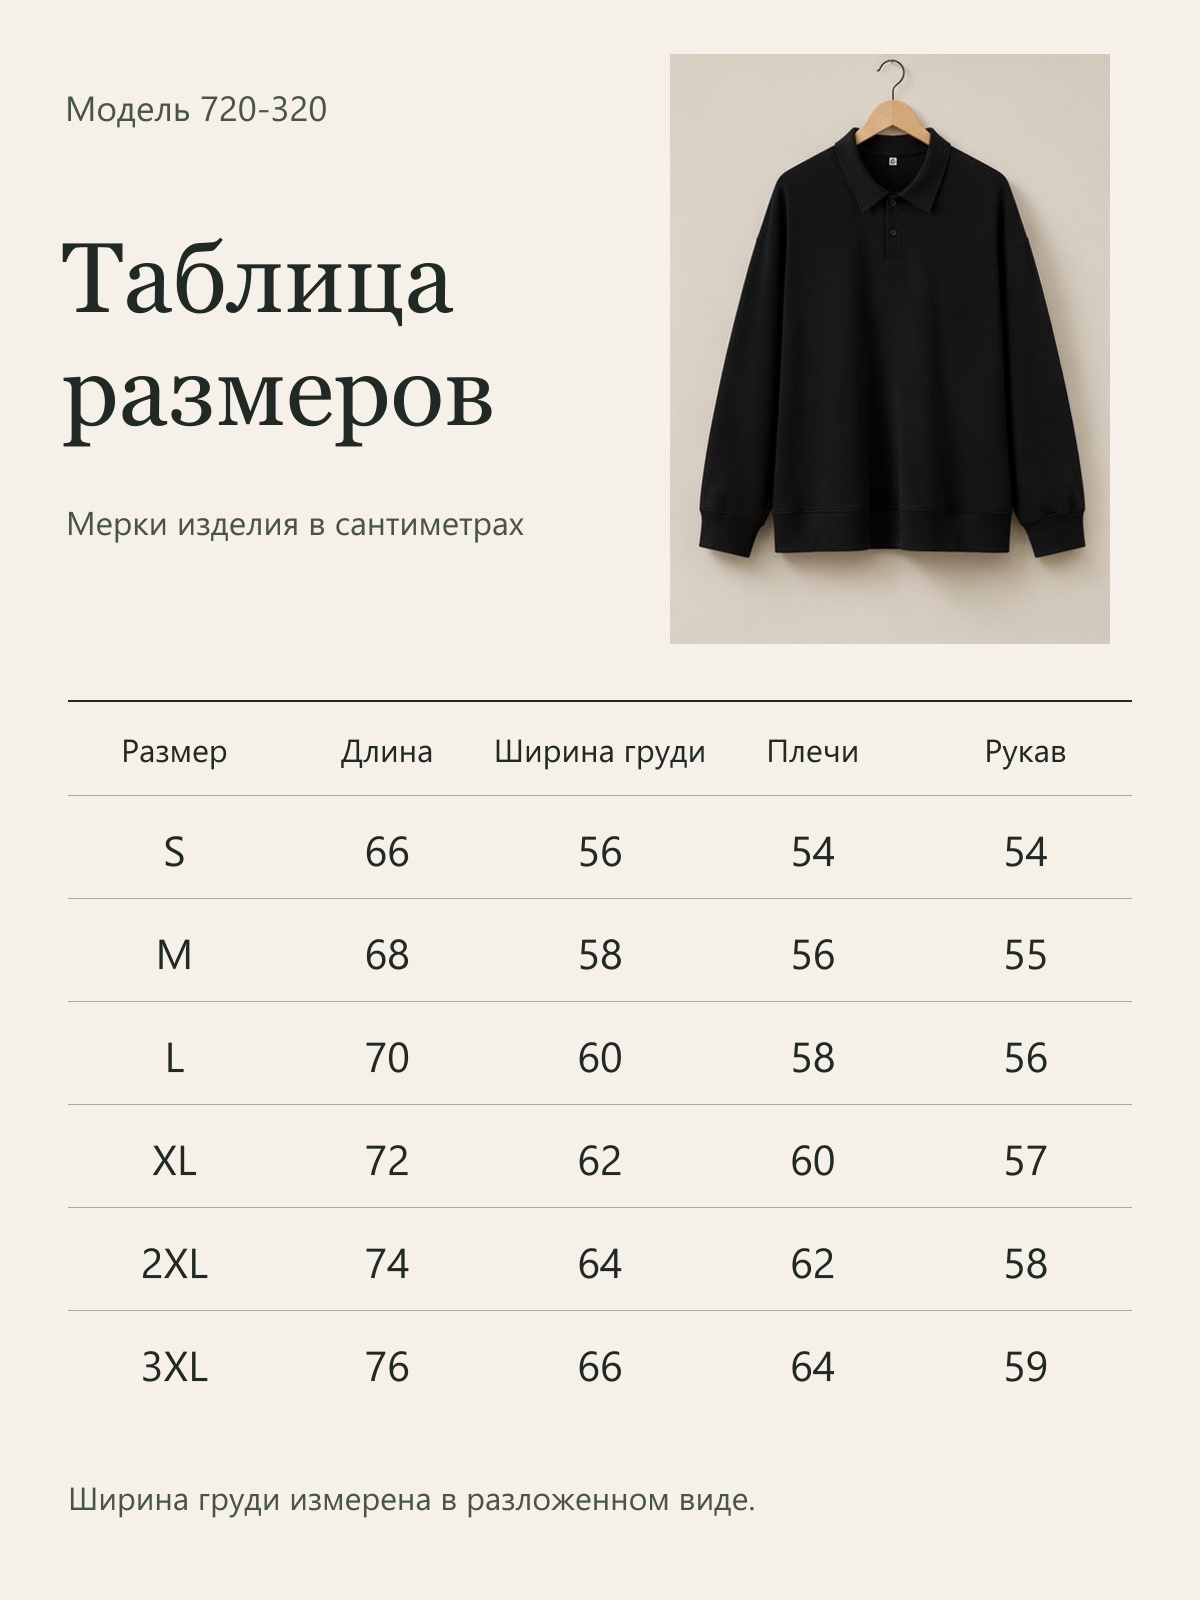 Модель 720-320
Таблица
размеров
Мерки изделия в сантиметрах
Размер Длина Ширина груди Плечи Рукав
S 66 56 54 54
M 68 58 56 55
L 70 60 58 56
XL 72 62 60 57
2XL 74 64 62 58
3XL 76 66 64 59
Ширина груди измерена в разложенном виде.